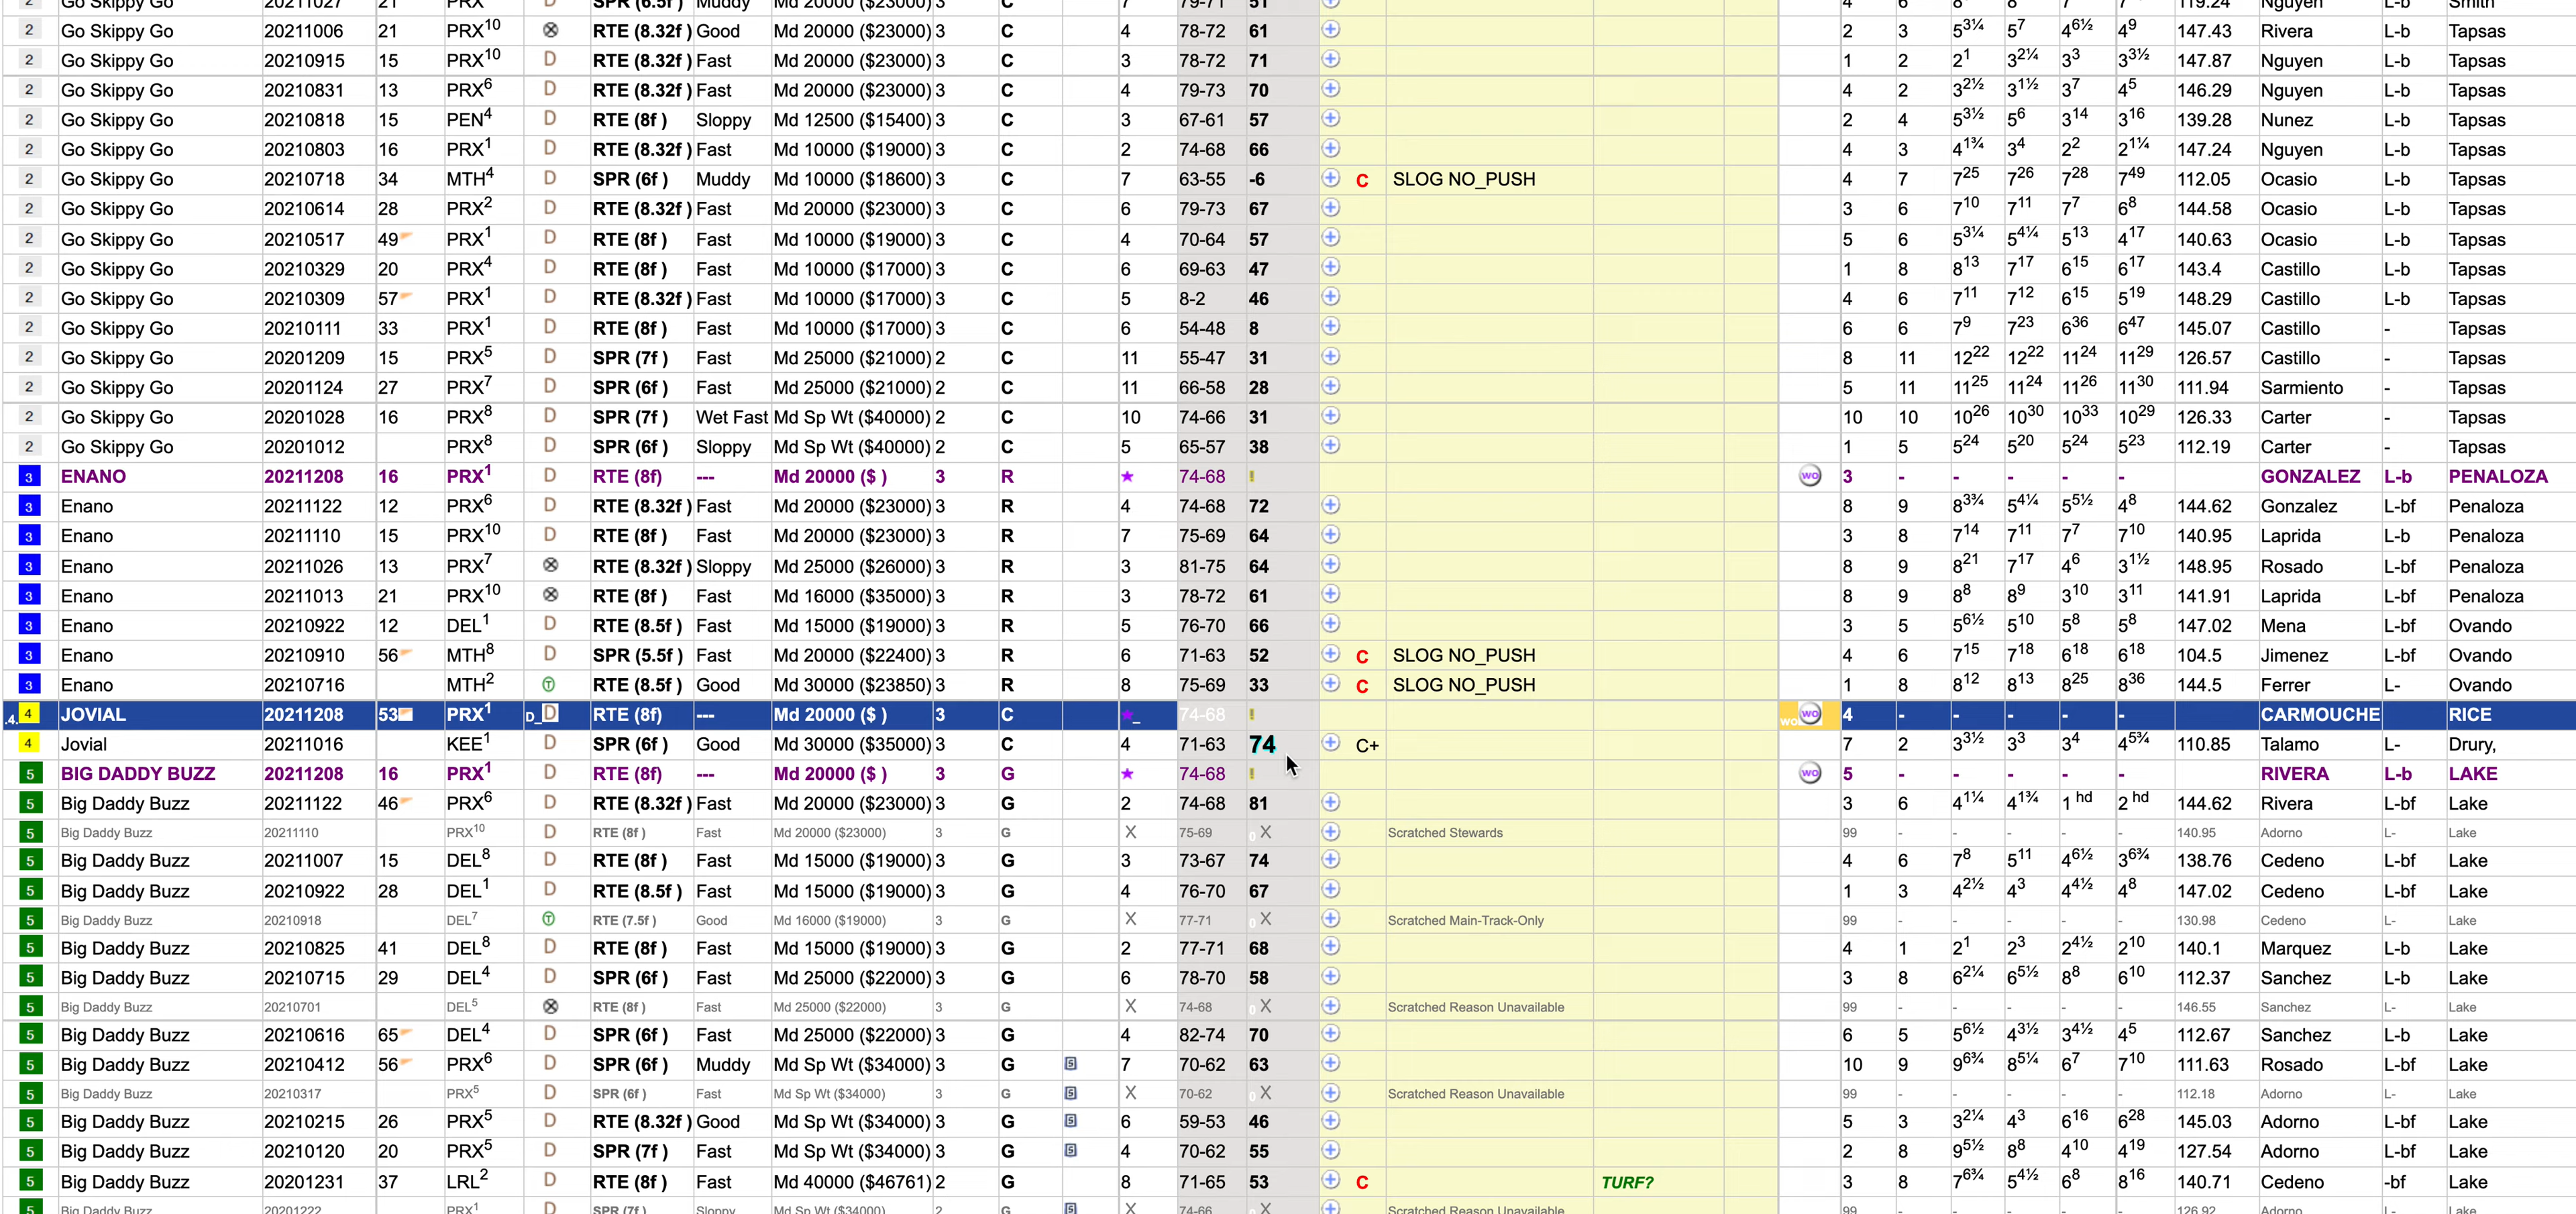 2 Go Skippy Go 20211027 21 PRX D SPR (6.5f) Muddy Md 20000 ($23000) 3 C 7 79-71 51 4 6 8 8 7 7 119.24 Nguyen L-b Smith
2 Go Skippy Go 20211006 21 PRX10 RTE (8.32f) Good Md 20000 ($23000) 3 C 4 78-72 61 2 3 5 3¼ 5 7 4 6½ 4 9 147.43 Rivera L-b Tapsas
2 Go Skippy Go 20210915 15 PRX10 D RTE (8.32f) Fast Md 20000 ($23000) 3 C 3 78-72 71 1 2 2 1 3 2¼ 3 3 3 3½ 147.87 Nguyen L-b Tapsas
2 Go Skippy Go 20210831 13 PRX6 D RTE (8.32f) Fast Md 20000 ($23000) 3 C 4 79-73 70 4 2 3 2½ 3 1½ 3 7 4 5 146.29 Nguyen L-b Tapsas
2 Go Skippy Go 20210818 15 PEN4 D RTE (8f ) Sloppy Md 12500 ($15400) 3 C 3 67-61 57 2 4 5 3½ 5 6 3 14 3 16 139.28 Nunez L-b Tapsas
2 Go Skippy Go 20210803 16 PRX1 D RTE (8.32f) Fast Md 10000 ($19000) 3 C 2 74-68 66 4 3 4 1¾ 3 4 2 2 2 1¼ 147.24 Nguyen L-b Tapsas
2 Go Skippy Go 20210718 34 MTH4 D SPR (6f ) Muddy Md 10000 ($18600) 3 C 7 63-55 -6 C SLOG NO_PUSH 4 7 7 25 7 26 7 28 7 49 112.05 Ocasio L-b Tapsas
2 Go Skippy Go 20210614 28 PRX2 D RTE (8.32f) Fast Md 20000 ($23000) 3 C 6 79-73 67 3 6 7 10 7 11 7 7 6 8 144.58 Ocasio L-b Tapsas
2 Go Skippy Go 20210517 49 PRX1 D RTE (8f ) Fast Md 10000 ($19000) 3 C 4 70-64 57 5 6 5 3¼ 5 4¼ 5 13 4 17 140.63 Ocasio L-b Tapsas
2 Go Skippy Go 20210329 20 PRX4 D RTE (8f ) Fast Md 10000 ($17000) 3 C 6 69-63 47 1 8 8 13 7 17 6 15 6 17 143.4 Castillo L-b Tapsas
2 Go Skippy Go 20210309 57 PRX1 D RTE (8.32f) Fast Md 10000 ($17000) 3 C 5 8-2 46 4 6 7 11 7 12 6 15 5 19 148.29 Castillo L-b Tapsas
2 Go Skippy Go 20210111 33 PRX1 D RTE (8f ) Fast Md 10000 ($17000) 3 C 6 54-48 8 6 6 7 9 7 23 6 36 6 47 145.07 Castillo - Tapsas
2 Go Skippy Go 20201209 15 PRX5 D SPR (7f ) Fast Md 25000 ($21000) 2 C 11 55-47 31 8 11 12 22 12 22 11 24 11 29 126.57 Castillo - Tapsas
2 Go Skippy Go 20201124 27 PRX7 D SPR (6f ) Fast Md 25000 ($21000) 2 C 11 66-58 28 5 11 11 25 11 24 11 26 11 30 111.94 Sarmiento - Tapsas
2 Go Skippy Go 20201028 16 PRX8 D SPR (7f ) Wet Fast Md Sp Wt ($40000) 2 C 10 74-66 31 10 10 10 26 10 30 10 33 10 29 126.33 Carter - Tapsas
2 Go Skippy Go 20201012 PRX8 D SPR (6f ) Sloppy Md Sp Wt ($40000) 2 C 5 65-57 38 1 5 5 24 5 20 5 24 5 23 112.19 Carter - Tapsas
3 ENANO 20211208 16 PRX1 D RTE (8f) --- Md 20000 ($ ) 3 R ★ 74-68 ! wo 3 - - - - - GONZALEZ L-b PENALOZA
3 Enano 20211122 12 PRX6 D RTE (8.32f) Fast Md 20000 ($23000) 3 R 4 74-68 72 8 9 8 3¾ 5 4¼ 5 5½ 4 8 144.62 Gonzalez L-bf Penaloza
3 Enano 20211110 15 PRX10 D RTE (8f ) Fast Md 20000 ($23000) 3 R 7 75-69 64 3 8 7 14 7 11 7 7 7 10 140.95 Laprida L-b Penaloza
3 Enano 20211026 13 PRX7 RTE (8.32f) Sloppy Md 25000 ($26000) 3 R 3 81-75 64 8 9 8 21 7 17 4 6 3 1½ 148.95 Rosado L-bf Penaloza
3 Enano 20211013 21 PRX10 RTE (8f ) Fast Md 16000 ($35000) 3 R 3 78-72 61 8 9 8 8 8 9 3 10 3 11 141.91 Laprida L-bf Penaloza
3 Enano 20210922 12 DEL1 D RTE (8.5f ) Fast Md 15000 ($19000) 3 R 5 76-70 66 3 5 5 6½ 5 10 5 8 5 8 147.02 Mena L-bf Ovando
3 Enano 20210910 56 MTH8 D SPR (5.5f ) Fast Md 20000 ($22400) 3 R 6 71-63 52 C SLOG NO_PUSH 4 6 7 15 7 18 6 18 6 18 104.5 Jimenez L-bf Ovando
3 Enano 20210716 MTH2 T RTE (8.5f ) Good Md 30000 ($23850) 3 R 8 75-69 33 C SLOG NO_PUSH 1 8 8 12 8 13 8 25 8 36 144.5 Ferrer L- Ovando
.4. 4 JOVIAL 20211208 53 PRX1 D_D RTE (8f) --- Md 20000 ($ ) 3 C ★_ 74-68 ! wo 4 - - - - - CARMOUCHE RICE
4 Jovial 20211016 KEE1 D SPR (6f ) Good Md 30000 ($35000) 3 C 4 71-63 74 C+ 7 2 3 3½ 3 3 3 4 4 5¾ 110.85 Talamo L- Drury,
5 BIG DADDY BUZZ 20211208 16 PRX1 D RTE (8f) --- Md 20000 ($ ) 3 G ★ 74-68 ! wo 5 - - - - - RIVERA L-b LAKE
5 Big Daddy Buzz 20211122 46 PRX6 D RTE (8.32f) Fast Md 20000 ($23000) 3 G 2 74-68 81 3 6 4 1¼ 4 1¾ 1 hd 2 hd 144.62 Rivera L-bf Lake
5 Big Daddy Buzz 20211110 PRX10 D RTE (8f ) Fast Md 20000 ($23000) 3 G X 75-69 0 X Scratched Stewards 99 - - - - - 140.95 Adorno L- Lake
5 Big Daddy Buzz 20211007 15 DEL8 D RTE (8f ) Fast Md 15000 ($19000) 3 G 3 73-67 74 4 6 7 8 5 11 4 6½ 3 6¾ 138.76 Cedeno L-bf Lake
5 Big Daddy Buzz 20210922 28 DEL1 D RTE (8.5f ) Fast Md 15000 ($19000) 3 G 4 76-70 67 1 3 4 2½ 4 3 4 4½ 4 8 147.02 Cedeno L-bf Lake
5 Big Daddy Buzz 20210918 DEL7 T RTE (7.5f ) Good Md 16000 ($19000) 3 G X 77-71 0 X Scratched Main-Track-Only 99 - - - - - 130.98 Cedeno L- Lake
5 Big Daddy Buzz 20210825 41 DEL8 D RTE (8f ) Fast Md 15000 ($19000) 3 G 2 77-71 68 4 1 2 1 2 3 2 4½ 2 10 140.1 Marquez L-b Lake
5 Big Daddy Buzz 20210715 29 DEL4 D SPR (6f ) Fast Md 25000 ($22000) 3 G 6 78-70 58 3 8 6 2¼ 6 5½ 8 8 6 10 112.37 Sanchez L-b Lake
5 Big Daddy Buzz 20210701 DEL5 RTE (8f ) Fast Md 25000 ($22000) 3 G X 74-68 0 X Scratched Reason Unavailable 99 - - - - - 146.55 Sanchez L- Lake
5 Big Daddy Buzz 20210616 65 DEL4 D SPR (6f ) Fast Md 25000 ($22000) 3 G 4 82-74 70 6 5 5 6½ 4 3½ 3 4½ 4 5 112.67 Sanchez L-b Lake
5 Big Daddy Buzz 20210412 56 PRX6 D SPR (6f ) Muddy Md Sp Wt ($34000) 3 G S 7 70-62 63 10 9 9 6¾ 8 5¼ 6 7 7 10 111.63 Rosado L-bf Lake
5 Big Daddy Buzz 20210317 PRX5 D SPR (6f ) Fast Md Sp Wt ($34000) 3 G S X 70-62 0 X Scratched Reason Unavailable 99 - - - - - 112.18 Adorno L- Lake
5 Big Daddy Buzz 20210215 26 PRX5 D RTE (8.32f) Good Md Sp Wt ($34000) 3 G S 6 59-53 46 5 3 3 2¼ 4 3 6 16 6 28 145.03 Adorno L-bf Lake
5 Big Daddy Buzz 20210120 20 PRX5 D SPR (7f ) Fast Md Sp Wt ($34000) 3 G S 4 70-62 55 2 8 9 5½ 8 8 4 10 4 19 127.54 Adorno L-bf Lake
5 Big Daddy Buzz 20201231 37 LRL2 D RTE (8f ) Fast Md 40000 ($46761) 2 G 8 71-65 53 C TURF? 3 8 7 6¾ 5 4½ 6 8 8 16 140.71 Cedeno -bf Lake
5 Big Daddy Buzz 20201222 PRX1 D SPR (7f ) Sloppy Md Sp Wt ($34000) 2 G S X 74-66 0 X Scratched Reason Unavailable 99 - - - - - 126.92 Adorno L- Lake